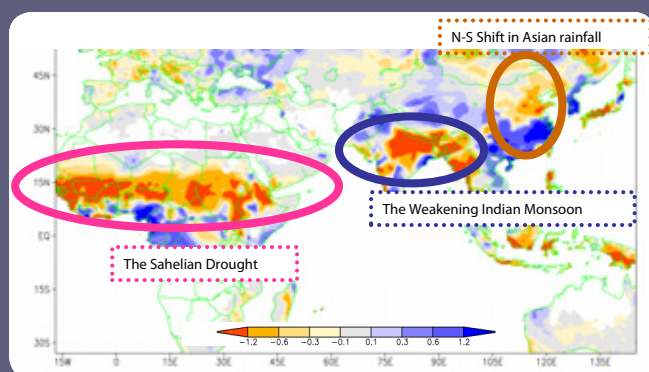 N-S Shift in Asian rainfall
45N
30N
15N
EQ
15S
30S
The Weakening Indian Monsoon
The Sahelian Drought
-1.2 -0.6 -0.3 -0.1 0.1 0.3 0.6 1.2
15W 0 15E 30E 45E 60E 75E 90E 105E 120E 135E